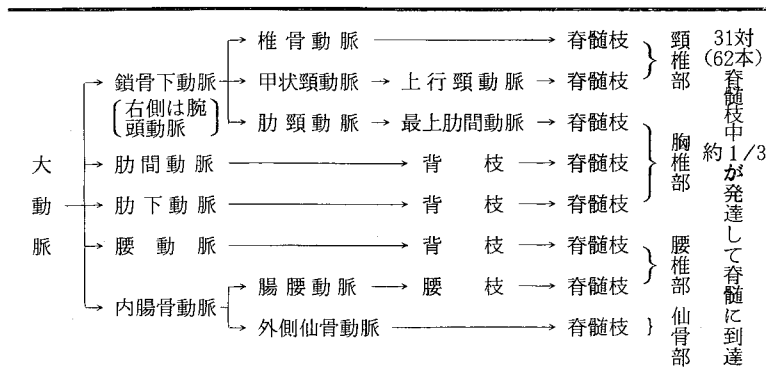 椎骨動脈 → 脊髄枝
鎖骨下動脈 → 甲状頸動脈 → 上行頸動脈 → 脊髄枝
(右側は腕頭動脈)
肋頸動脈 → 最上肋間動脈 → 脊髄枝
大動脈
肋間動脈 → 背枝 → 脊髄枝
肋下動脈 → 背枝 → 脊髄枝
腰動脈 → 背枝 → 脊髄枝
内腸骨動脈 → 腸腰動脈 → 腰枝 → 脊髄枝
外側仙骨動脈 → 脊髄枝
頸椎部
胸椎部
腰椎部
仙骨部
31対(62本)脊髄枝中約1/3が発達して脊髄に到達